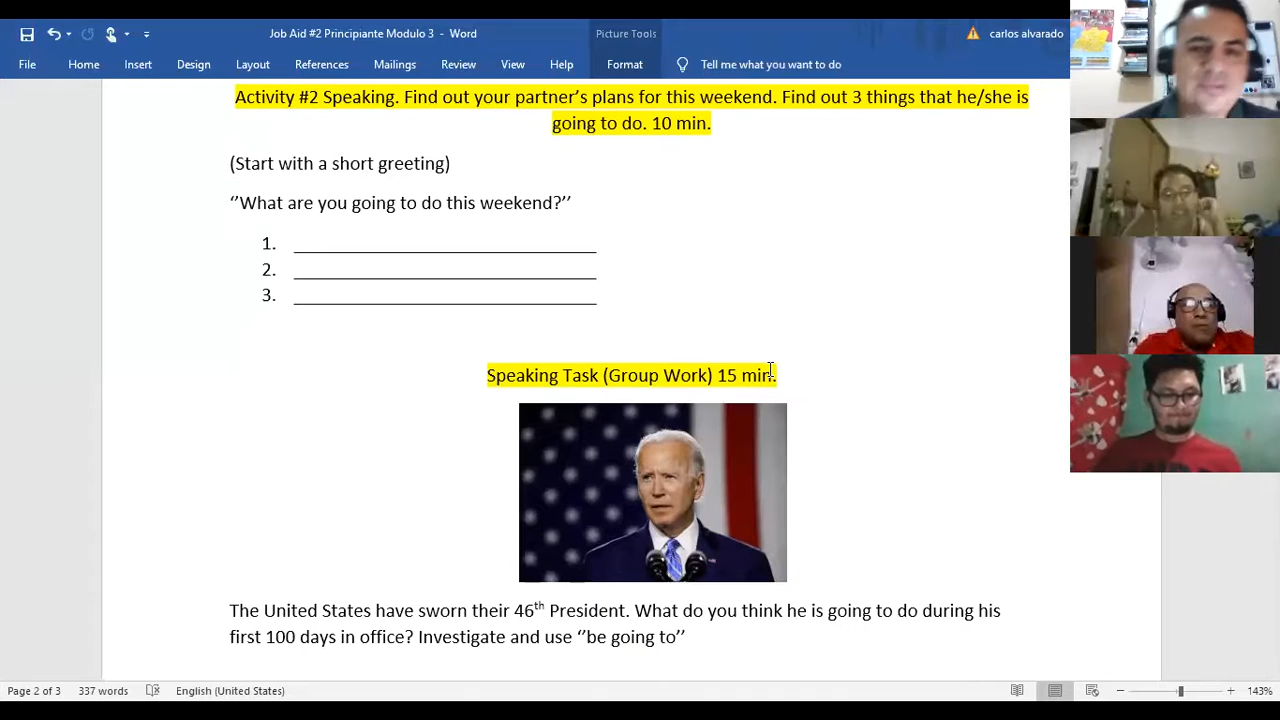 Job Aid #2 Principiante Modulo 3 - Word
Picture Tools
carlos alvarado
File Home Insert Design Layout References Mailings Review View Help Format Tell me what you want to do
Activity #2 Speaking. Find out your partner’s plans for this weekend. Find out 3 things that he/she is
going to do. 10 min.
(Start with a short greeting)
‘’What are you going to do this weekend?’’
1. ______________________________
2. ______________________________
3. ______________________________
Speaking Task (Group Work) 15 min.
The United States have sworn their 46th President. What do you think he is going to do during his
first 100 days in office? Investigate and use ‘’be going to’’
Page 2 of 3 337 words English (United States) 143%